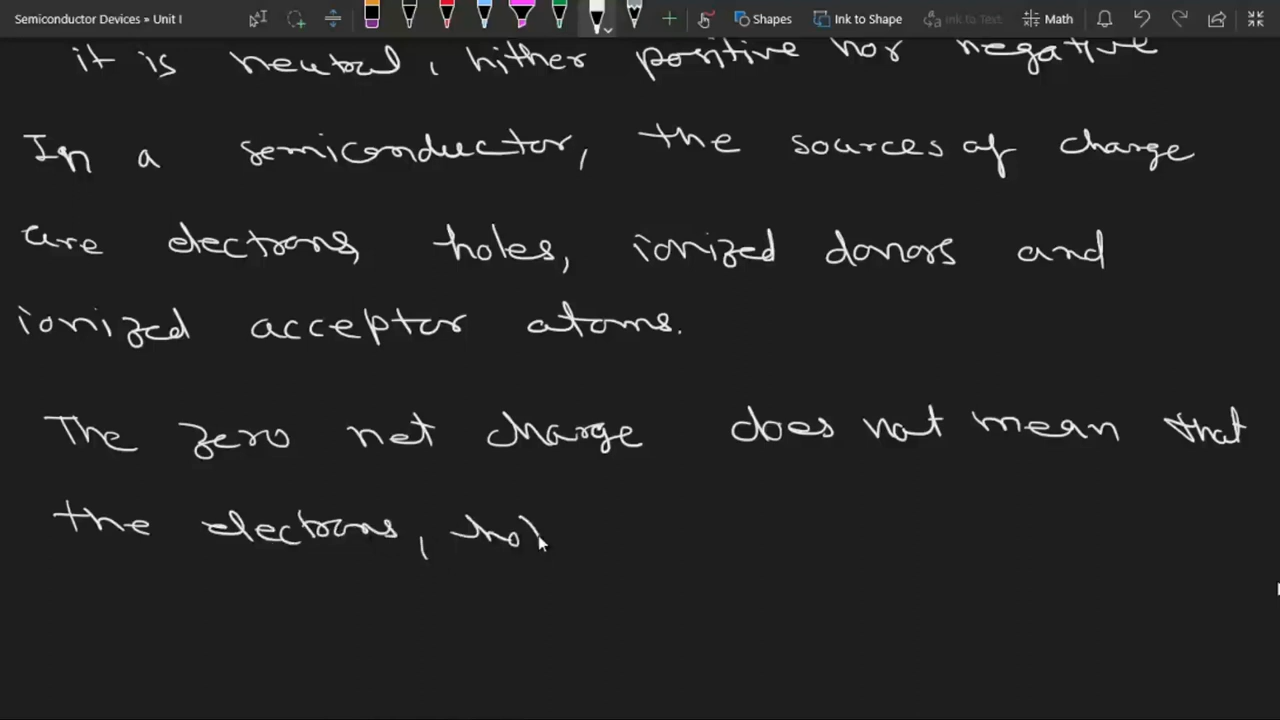 Semiconductor Devices » Unit I
Shapes
Ink to Shape
Ink to Text
Math
it is neutral, hither positive nor negative
In a semiconductor, the sources of charge
are electrons, holes, ionized donors and
ionized acceptor atoms.
The zero net charge does not mean that
the electrons, hol